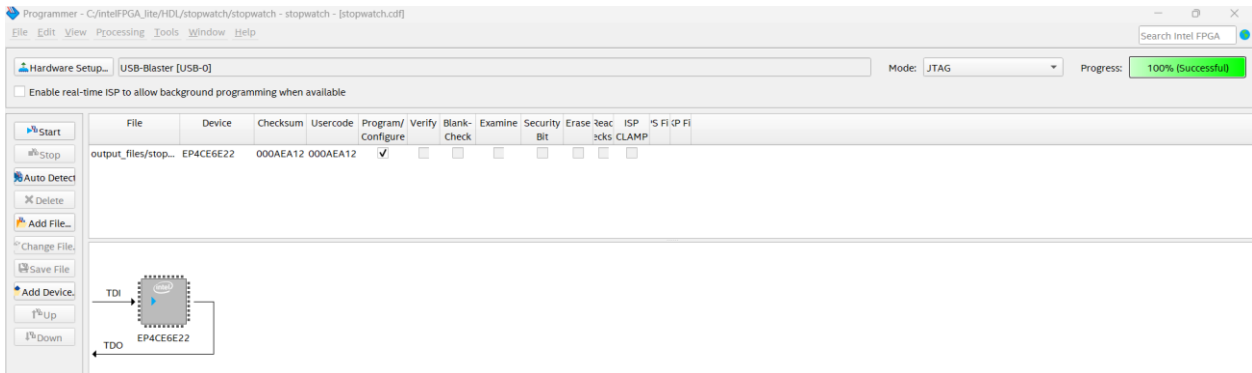 Programmer - C:/intelFPGA_lite/HDL/stopwatch/stopwatch - stopwatch - [stopwatch.cdf]
File Edit View Processing Tools Window Help
Search Intel FPGA
Hardware Setup... USB-Blaster [USB-0] Mode: JTAG Progress: 100% (Successful)
Enable real-time ISP to allow background programming when available
Start
Stop
Auto Detect
Delete
Add File...
Change File.
Save File
Add Device.
Up
Down
File Device Checksum Usercode Program/ Verify Blank- Examine Security Erase ISP
Configure Check Bit CLAMP
output_files/stop... EP4CE6E22 000AEA12 000AEA12
TDI
intel
EP4CE6E22
TDO